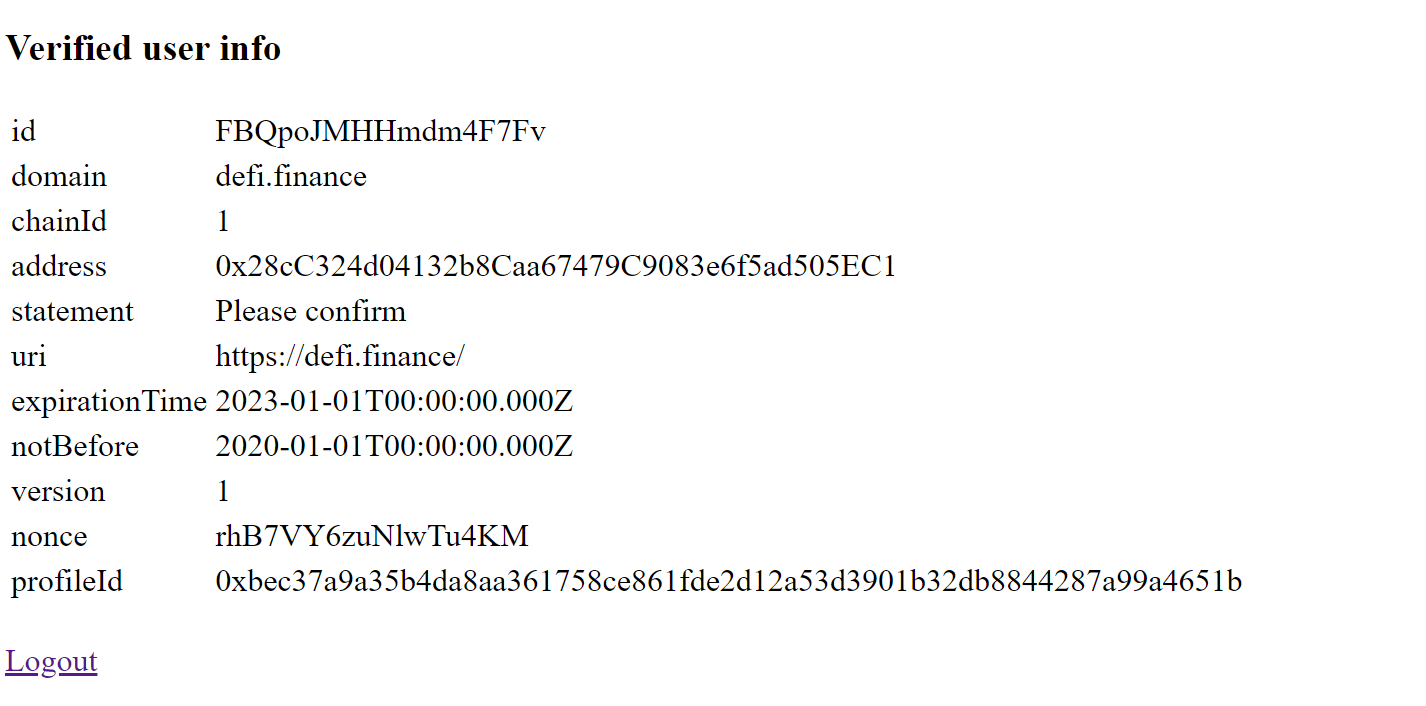 Verified user info
id FBQpoJMHHmdm4F7Fv
domain defi.finance
chainId 1
address 0x28cC324d04132b8Caa67479C9083e6f5ad505EC1
statement Please confirm
uri https://defi.finance/
expirationTime 2023-01-01T00:00:00.000Z
notBefore 2020-01-01T00:00:00.000Z
version 1
nonce rhB7VY6zuNlwTu4KM
profileId 0xbec37a9a35b4da8aa361758ce861fde2d12a53d3901b32db8844287a99a4651b
Logout